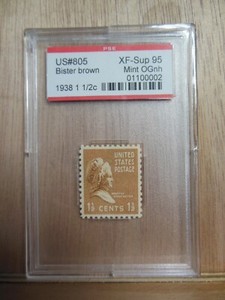 PSE
US#805 XF-Sup 95
Bister brown Mint OGnh
1938 1 1/2c 01100002
UNITED
STATES
POSTAGE
1½ CENTS 1½